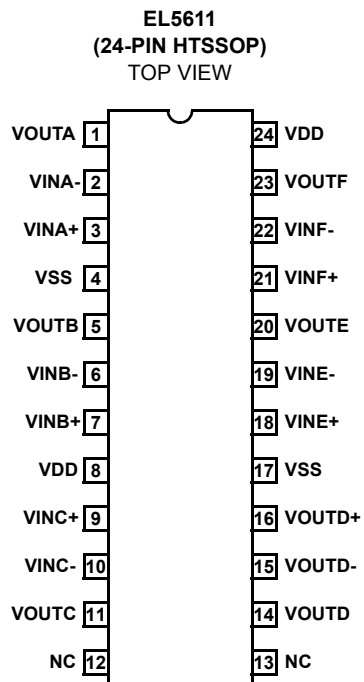 EL5611
(24-PIN HTSSOP)
TOP VIEW
VOUTA 1 24 VDD
VINA- 2 23 VOUTF
VINA+ 3 22 VINF-
VSS 4 21 VINF+
VOUTB 5 20 VOUTE
VINB- 6 19 VINE-
VINB+ 7 18 VINE+
VDD 8 17 VSS
VINC+ 9 16 VOUTD+
VINC- 10 15 VOUTD-
VOUTC 11 14 VOUTD
NC 12 13 NC